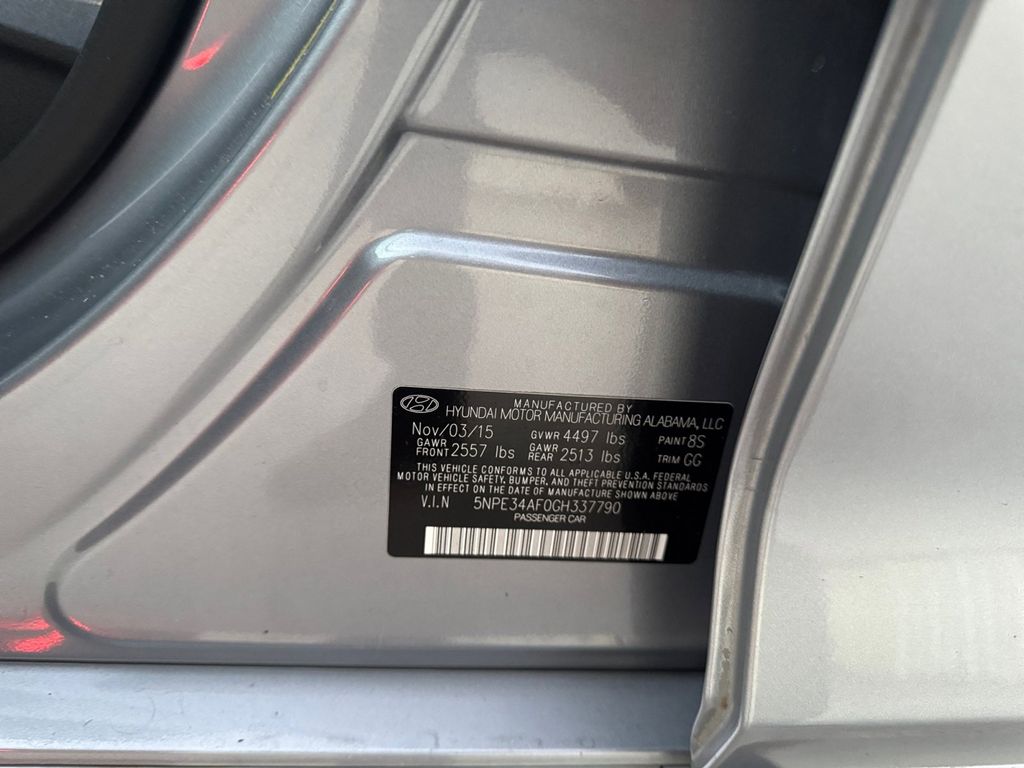 MANUFACTURED BY
HYUNDAI MOTOR MANUFACTURING ALABAMA, LLC
Nov/03/15 GVWR 4497 lbs PAINT 8S
GAWR FRONT 2557 lbs GAWR REAR 2513 lbs TRIM GG
THIS VEHICLE CONFORMS TO ALL APPLICABLE U.S.A. FEDERAL
MOTOR VEHICLE SAFETY, BUMPER, AND THEFT PREVENTION STANDARDS
IN EFFECT ON THE DATE OF MANUFACTURE SHOWN ABOVE
V.I.N 5NPE34AF0GH337790
PASSENGER CAR